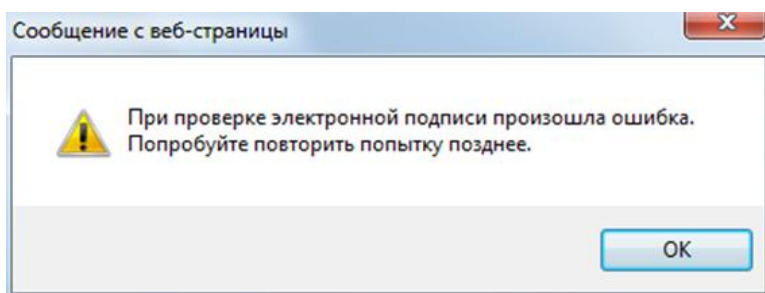 Сообщение с веб-страницы
При проверке электронной подписи произошла ошибка.
Попробуйте повторить попытку позднее.
OK